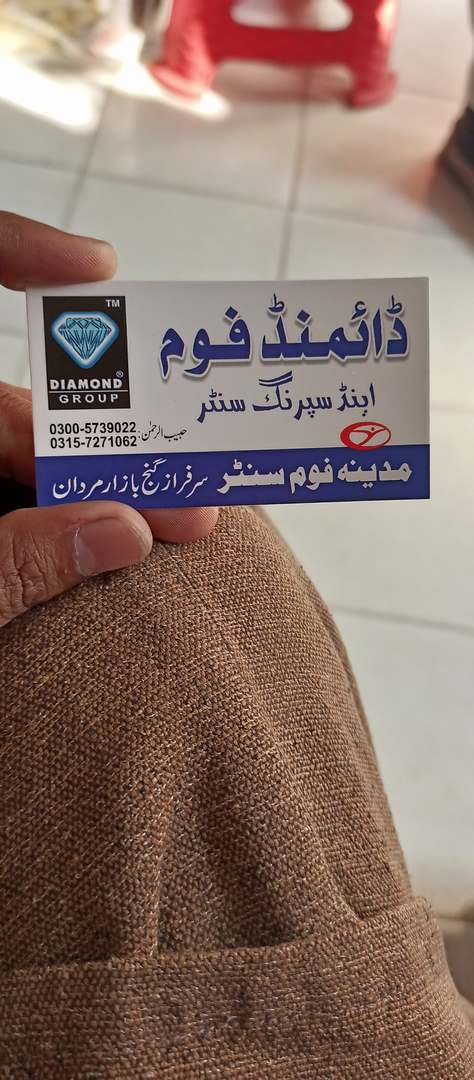 TM
DIAMOND®
GROUP
ڈائمنڈ فوم
اینڈ سپرنگ سنٹر
حبیب الرحمٰن: 0300-5739022
0315-7271062
مدینہ فوم سنٹر سرفراز گنج بازار مردان